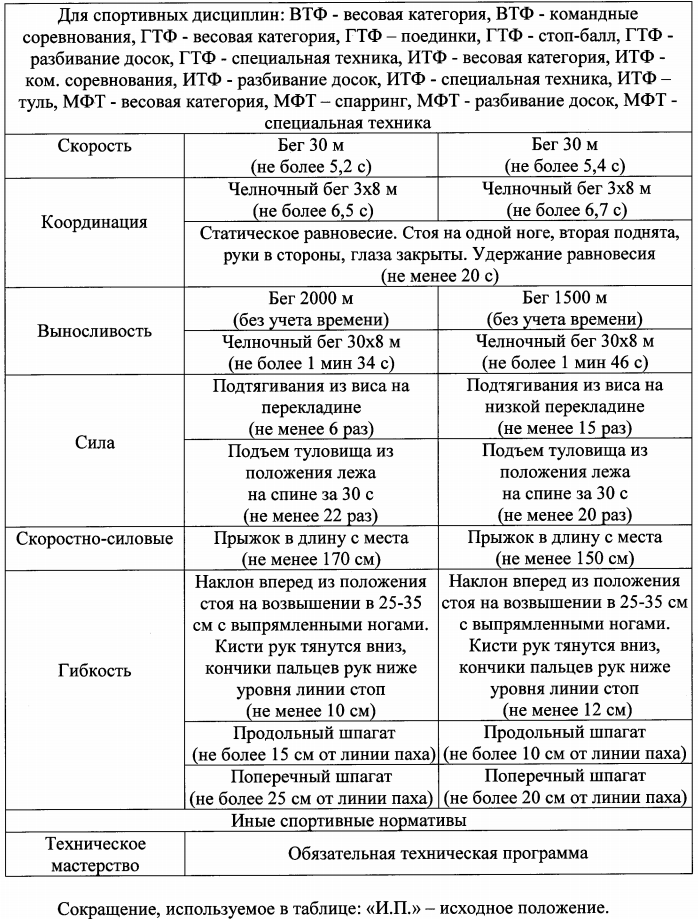 Для спортивных дисциплин: ВТФ - весовая категория, ВТФ - командные
соревнования, ГТФ - весовая категория, ГТФ – поединки, ГТФ - стоп-балл, ГТФ -
разбивание досок, ГТФ - специальная техника, ИТФ - весовая категория, ИТФ -
ком. соревнования, ИТФ - разбивание досок, ИТФ - специальная техника, ИТФ –
туль, МФТ - весовая категория, МФТ – спарринг, МФТ - разбивание досок, МФТ
- специальная техника
Скорость
Бег 30 м
(не более 5,2 с)
Бег 30 м
(не более 5,4 с)
Координация
Челночный бег 3х8 м
(не более 6,5 с)
Челночный бег 3х8 м
(не более 6,7 с)
Статическое равновесие. Стоя на одной ноге, вторая поднята,
руки в стороны, глаза закрыты. Удержание равновесия
(не менее 20 с)
Выносливость
Бег 2000 м
(без учета времени)
Бег 1500 м
(без учета времени)
Челночный бег 30х8 м
(не более 1 мин 34 с)
Челночный бег 30х8 м
(не более 1 мин 46 с)
Сила
Подтягивания из виса на
перекладине
(не менее 6 раз)
Подтягивания из виса на
низкой перекладине
(не менее 15 раз)
Подъем туловища из
положения лежа
на спине за 30 с
(не менее 22 раз)
Подъем туловища из
положения лежа
на спине за 30 с
(не менее 20 раз)
Скоростно-силовые
Прыжок в длину с места
(не менее 170 см)
Прыжок в длину с места
(не менее 150 см)
Гибкость
Наклон вперед из положения
стоя на возвышении в 25-35
см с выпрямленными ногами.
Кисти рук тянутся вниз,
кончики пальцев рук ниже
уровня линии стоп
(не менее 10 см)
Наклон вперед из положения
стоя на возвышении в 25-35 см
с выпрямленными ногами.
Кисти рук тянутся вниз,
кончики пальцев рук ниже
уровня линии стоп
(не менее 12 см)
Продольный шпагат
(не более 15 см от линии паха)
Продольный шпагат
(не более 10 см от линии паха)
Поперечный шпагат
(не более 25 см от линии паха)
Поперечный шпагат
(не более 20 см от линии паха)
Иные спортивные нормативы
Техническое
мастерство
Обязательная техническая программа
Сокращение, используемое в таблице: «И.П.» – исходное положение.